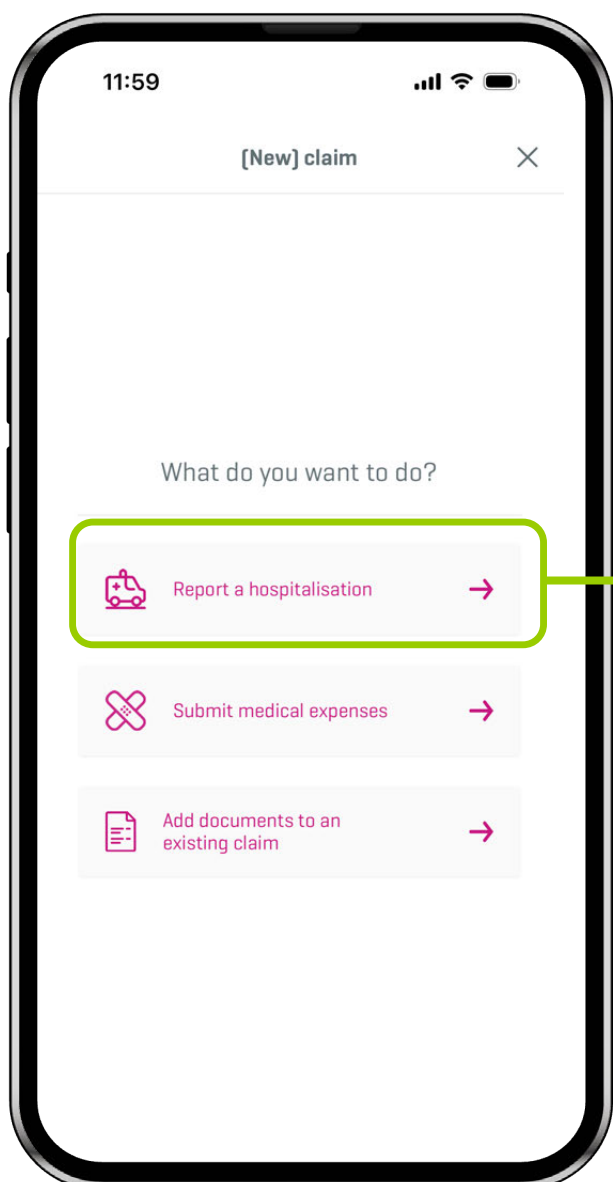 11:59
(New) claim
What do you want to do?
Report a hospitalisation
Submit medical expenses
Add documents to an
existing claim